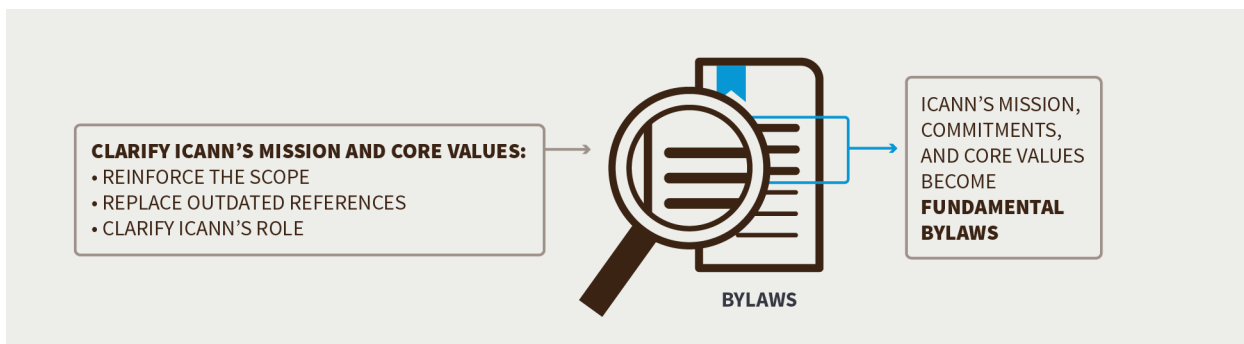 CLARIFY ICANN’S MISSION AND CORE VALUES:
• REINFORCE THE SCOPE
• REPLACE OUTDATED REFERENCES
• CLARIFY ICANN’S ROLE
BYLAWS
ICANN’S MISSION,
COMMITMENTS,
AND CORE VALUES
BECOME
FUNDAMENTAL
BYLAWS